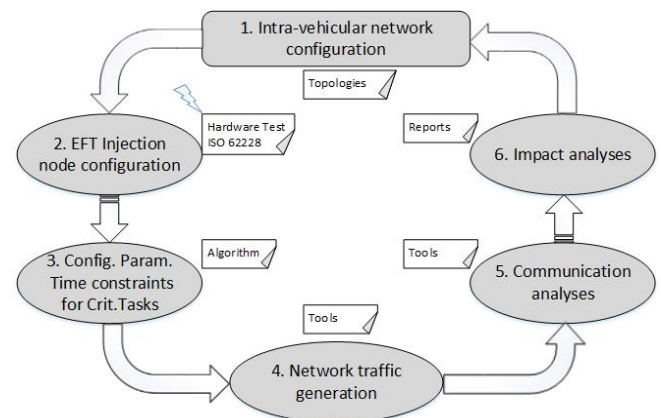 1. Intra-vehicular network
configuration
Topologies
2. EFT Injection
node configuration
Hardware Test
ISO 62228
Reports
6. Impact analyses
3. Config. Param.
Time constraints
for Crit.Tasks
Algorithm
Tools
5. Communication
analyses
Tools
4. Network traffic
generation